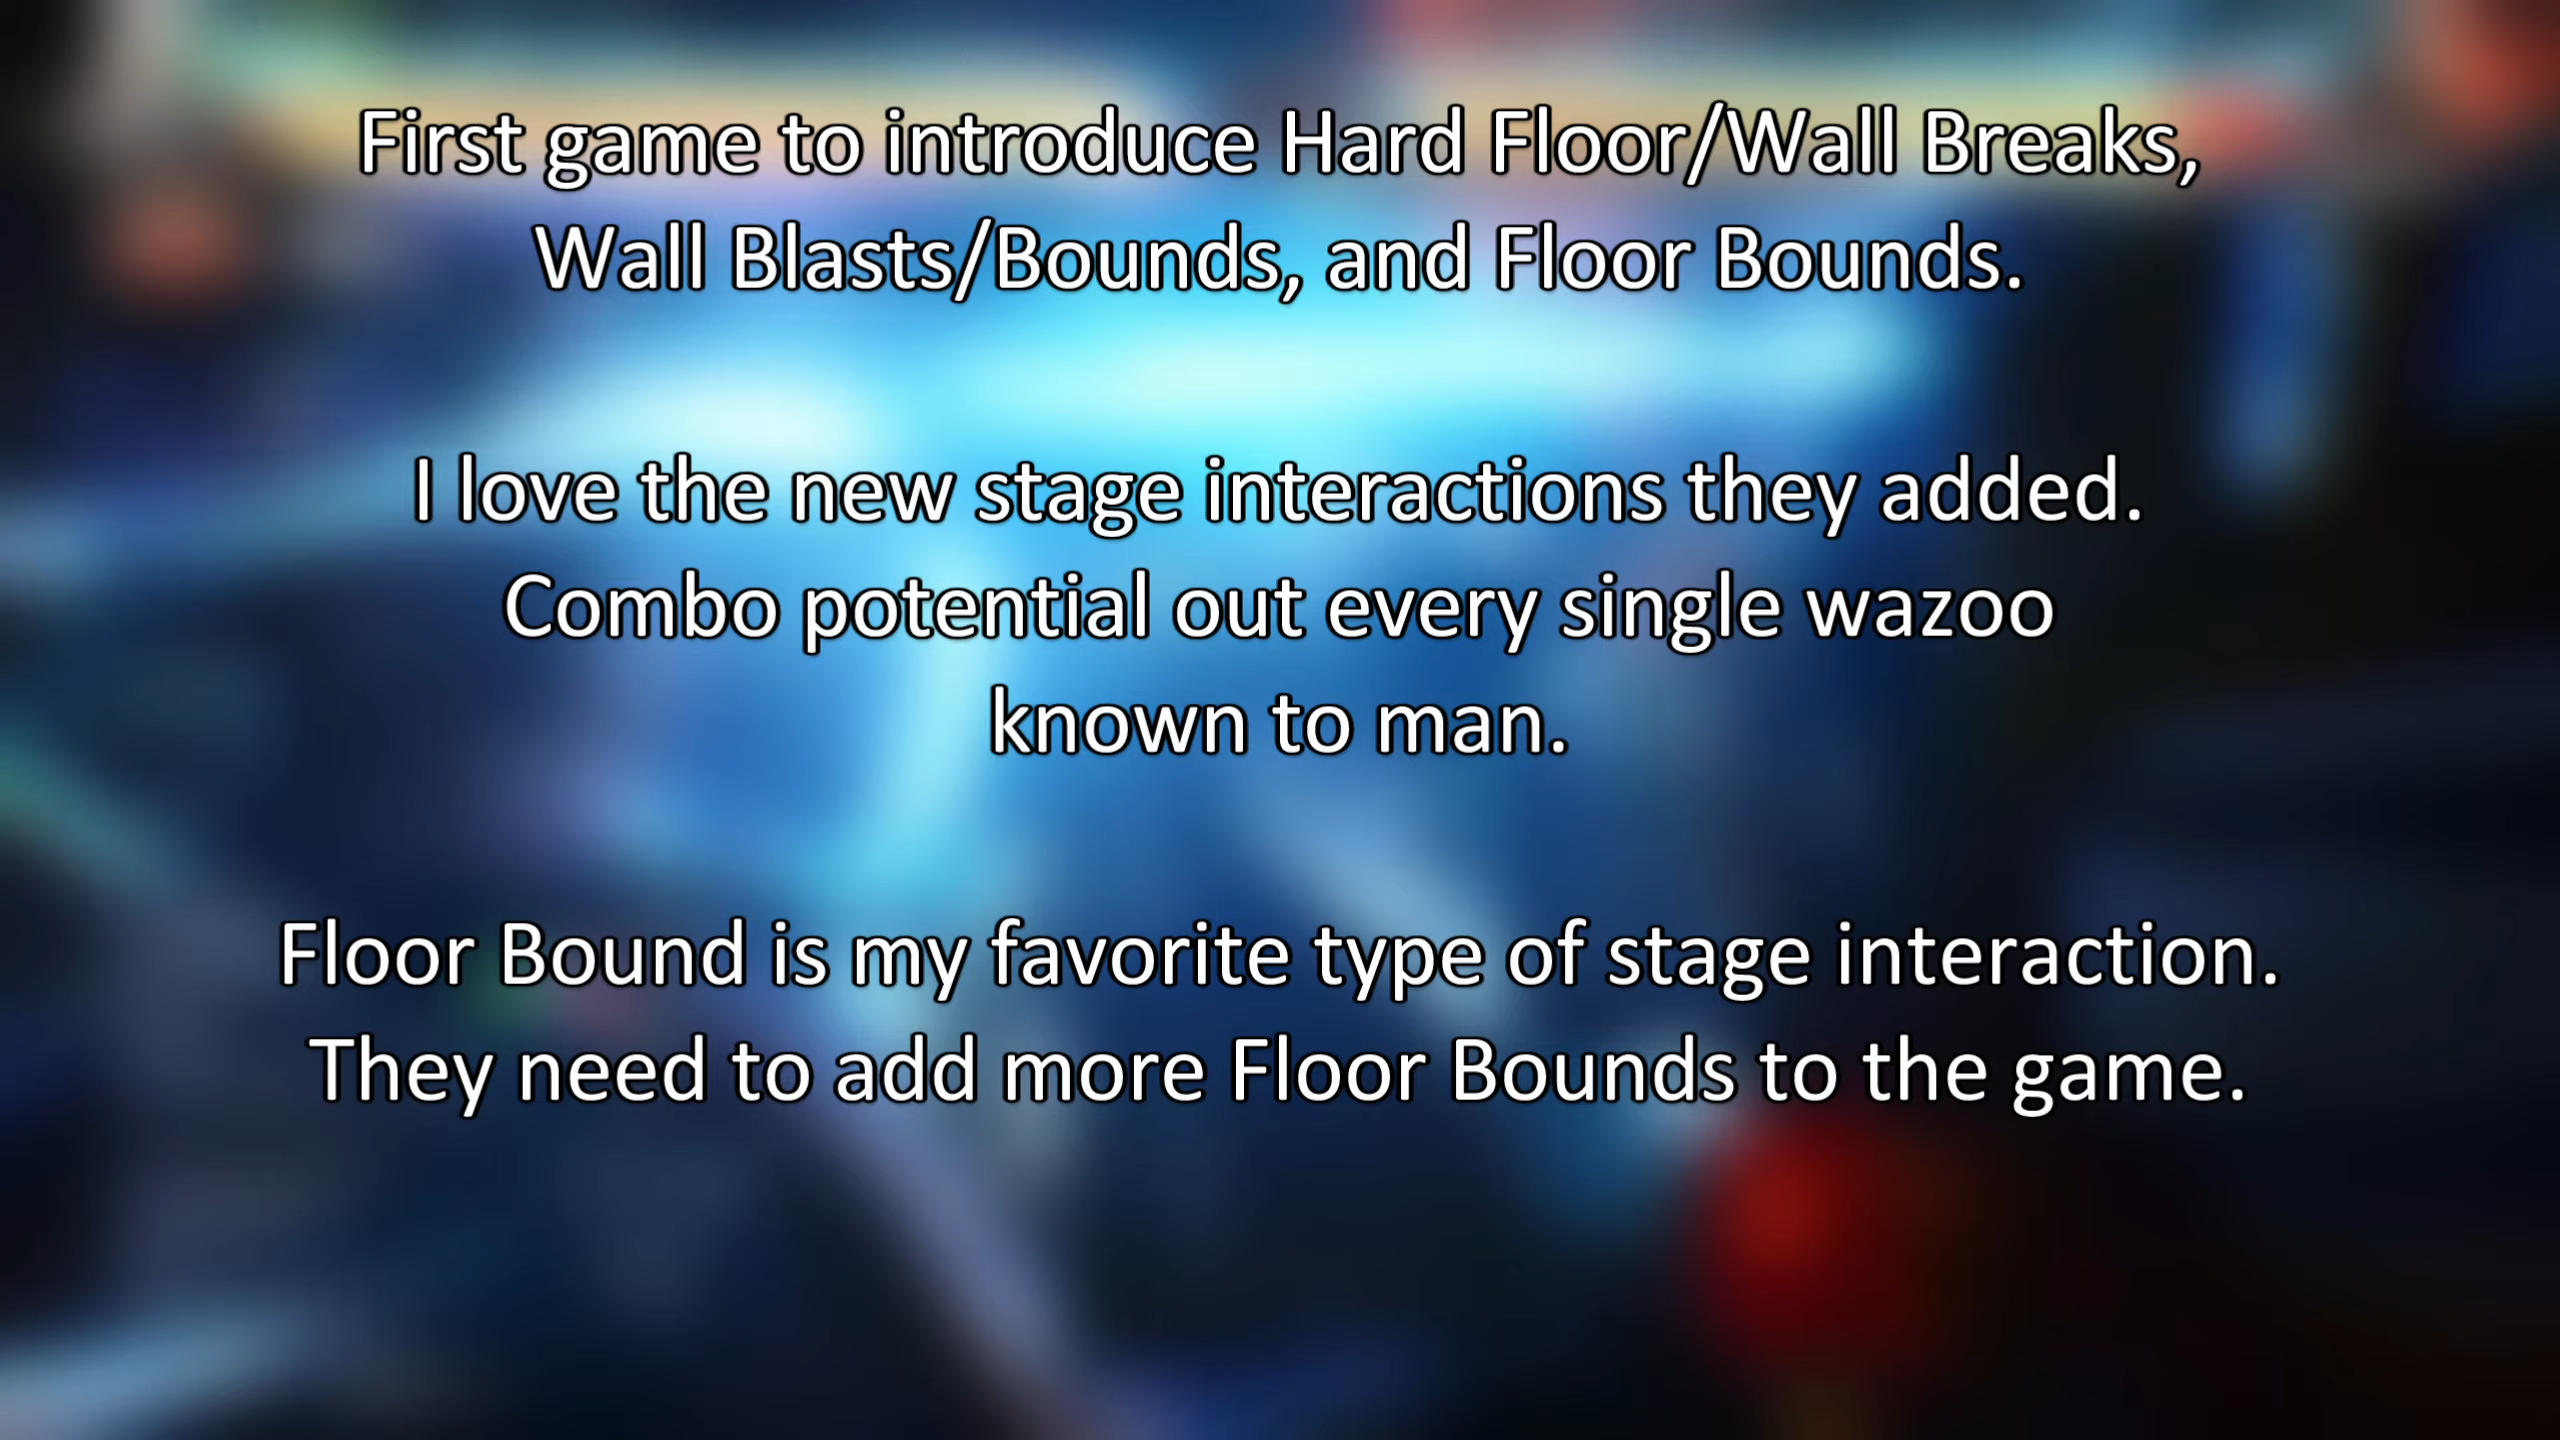 First game to introduce Hard Floor/Wall Breaks,
Wall Blasts/Bounds, and Floor Bounds.
I love the new stage interactions they added.
Combo potential out every single wazoo
known to man.
Floor Bound is my favorite type of stage interaction.
They need to add more Floor Bounds to the game.